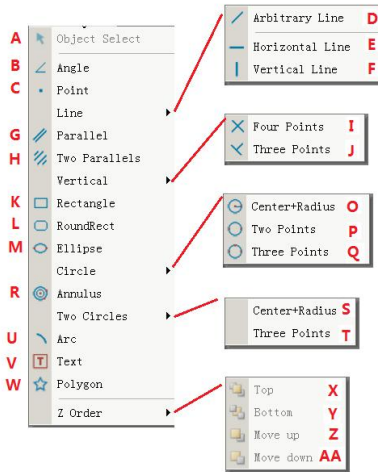 A Object Select
B Angle
C Point
Line
G Parallel
H Two Parallels
Vertical
K Rectangle
L RoundRect
M Ellipse
Circle
R Annulus
Two Circles
U Arc
V T Text
W Polygon
Z Order
Arbitrary Line D
Horizontal Line E
Vertical Line F
Four Points I
Three Points J
Center+Radius O
Two Points P
Three Points Q
Center+Radius S
Three Points T
Top X
Bottom Y
Move up Z
Move down AA